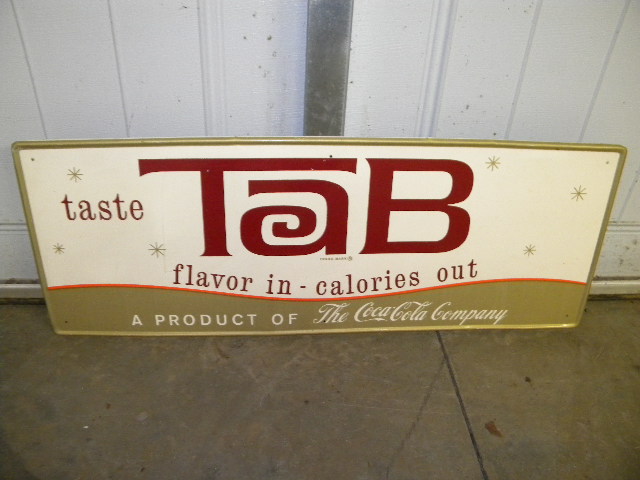 taste TaB
flavor in - calories out
A PRODUCT OF The Coca-Cola Company